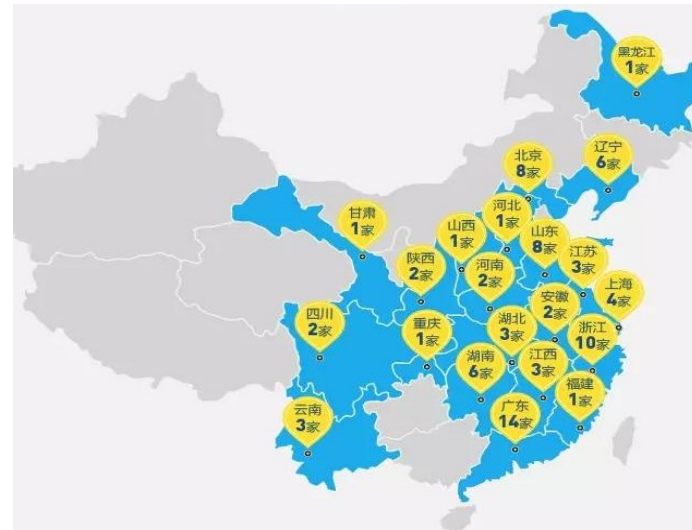 黑龙江
1家
辽宁
6家
北京
8家
甘肃
1家
河北
1家
山西
1家
山东
8家
江苏
3家
陕西
2家
河南
2家
上海
4家
安徽
2家
四川
2家
重庆
1家
湖北
3家
浙江
10家
湖南
6家
江西
3家
福建
1家
云南
3家
广东
14家